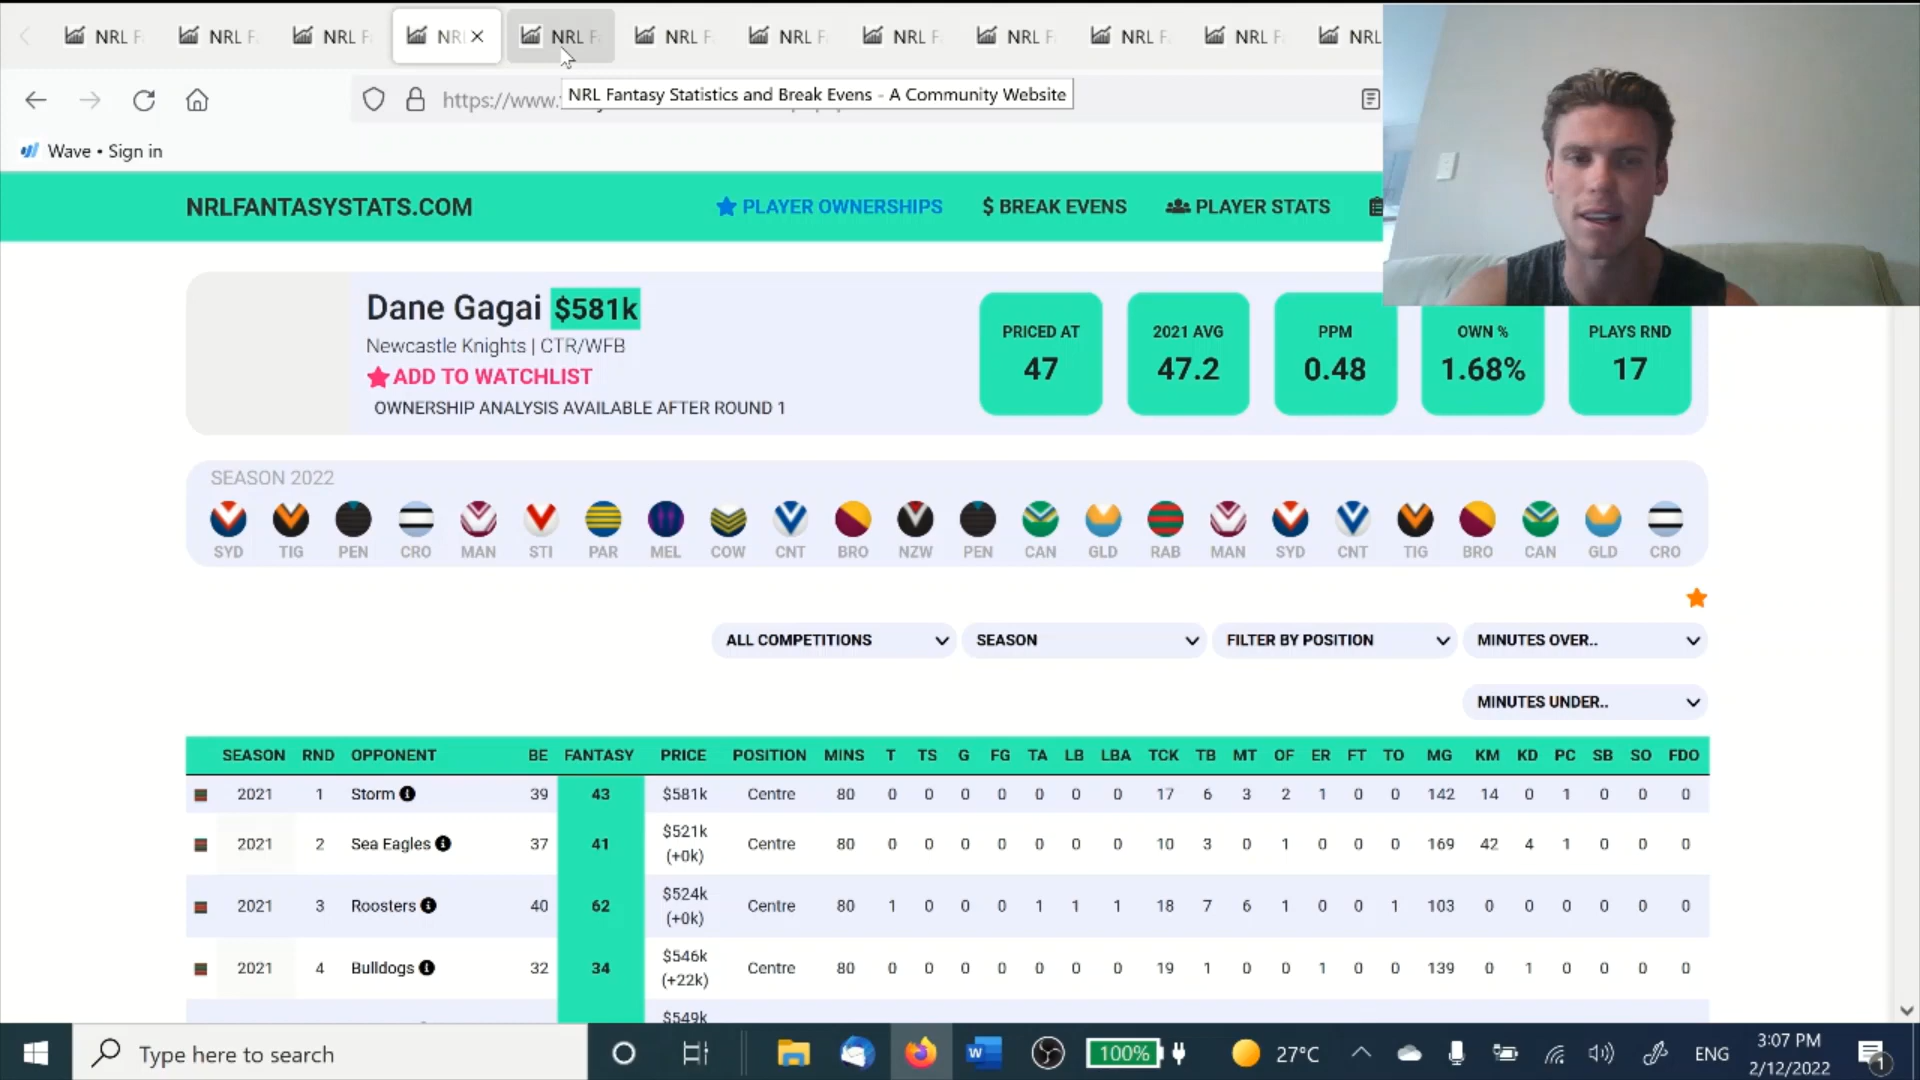 NRL F NRL F NRL F NRL NRL F NRL F NRL F NRL F NRL F NRL F NRL F NRL
https://www. NRL Fantasy Statistics and Break Evens - A Community Website
Wave • Sign in
NRLFANTASYSTATS.COM PLAYER OWNERSHIPS $ BREAK EVENS PLAYER STATS
Dane Gagai $581k
Newcastle Knights | CTR/WFB
ADD TO WATCHLIST
OWNERSHIP ANALYSIS AVAILABLE AFTER ROUND 1
PRICED AT 2021 AVG PPM OWN % PLAYS RND
47 47.2 0.48 1.68% 17
SEASON 2022
SYD TIG PEN CRO MAN STI PAR MEL COW CNT BRO NZW PEN CAN GLD RAB MAN SYD CNT TIG BRO CAN GLD CRO
ALL COMPETITIONS SEASON FILTER BY POSITION MINUTES OVER..
MINUTES UNDER..
SEASON RND OPPONENT BE FANTASY PRICE POSITION MINS T TS G FG TA LB LBA TCK TB MT OF ER FT TO MG KM KD PC SB SO FDO
2021 1 Storm 39 43 $581k Centre 80 0 0 0 0 0 0 0 17 6 3 2 1 0 0 142 14 0 1 0 0 0
2021 2 Sea Eagles 37 41 $521k (+0k) Centre 80 0 0 0 0 0 0 0 10 3 0 1 0 0 0 169 42 4 1 0 0 0
2021 3 Roosters 40 62 $524k (+0k) Centre 80 1 0 0 0 1 1 1 18 7 6 1 0 0 1 103 0 0 0 0 0 0
2021 4 Bulldogs 32 34 $546k (+22k) Centre 80 0 0 0 0 0 0 0 19 1 0 0 1 0 0 139 0 1 0 0 0 0
$549k
Type here to search 100% 27°C ENG 3:07 PM
2/12/2022 1